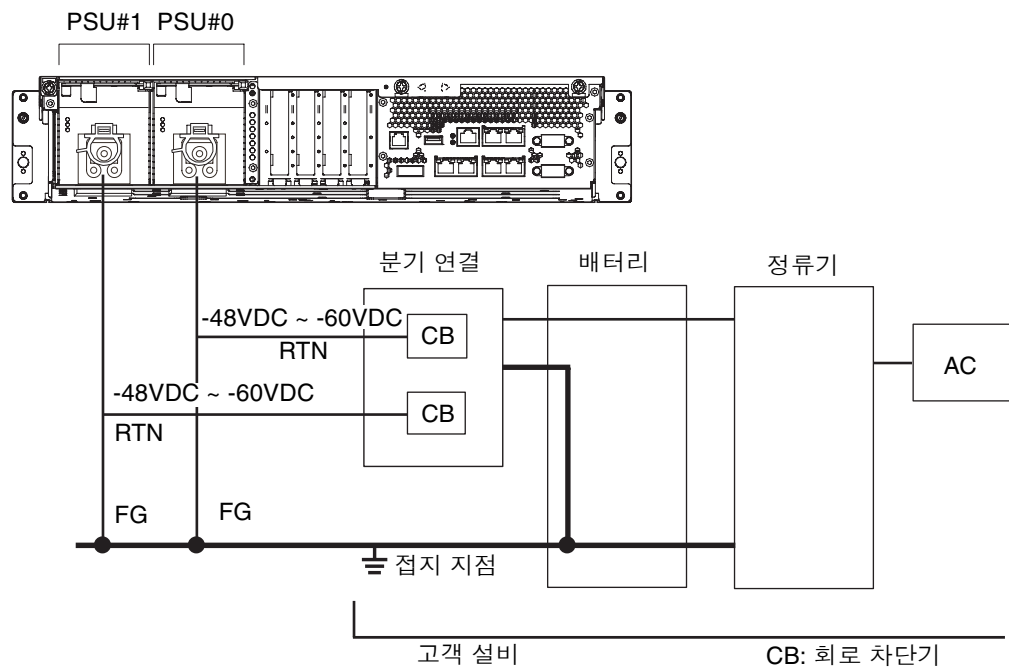 PSU#1 PSU#0
분기 연결
배터리
정류기
-48VDC ~ -60VDC
CB
RTN
AC
-48VDC ~ -60VDC
CB
RTN
FG
FG
접지 지점
고객 설비
CB: 회로 차단기